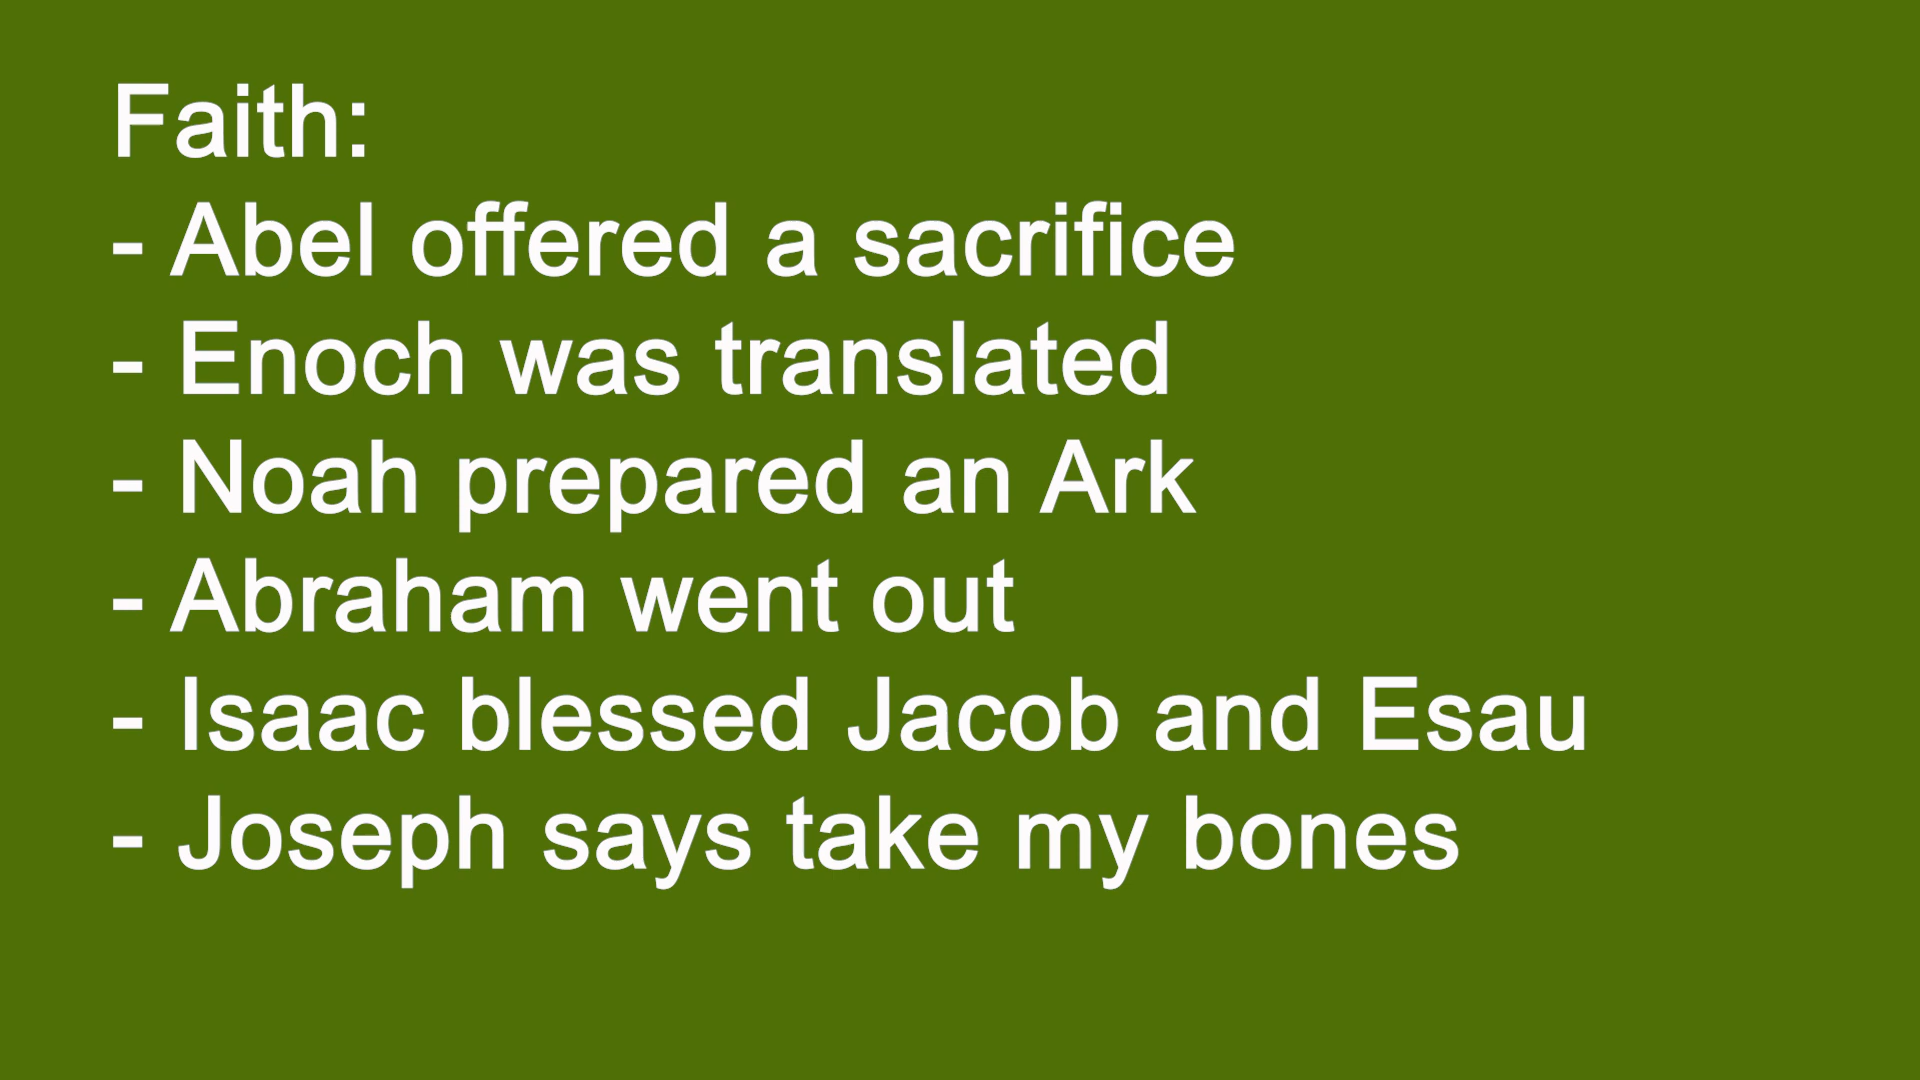 Faith:
- Abel offered a sacrifice
- Enoch was translated
- Noah prepared an Ark
- Abraham went out
- Isaac blessed Jacob and Esau
- Joseph says take my bones